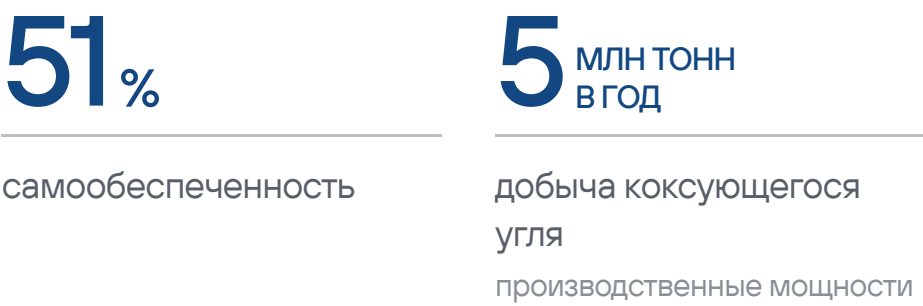 51 %
самообеспеченность
5 МЛН ТОНН
В ГОД
добыча коксующегося
угля
производственные мощности